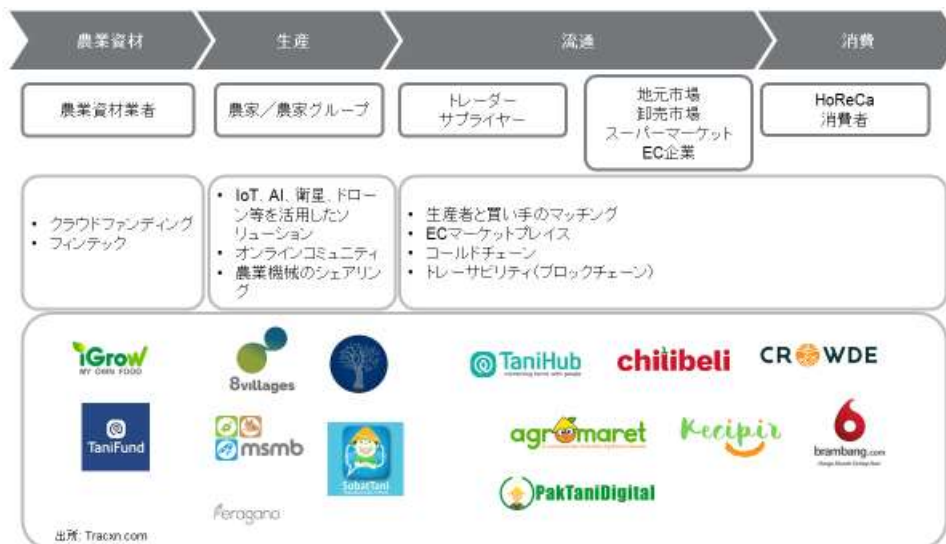 農業資材
生産
流通
消費
農業資材業者
農家／農家グループ
トレーダー
サプライヤー
地元市場
卸売市場
スーパーマーケット
EC企業
HoReCa
消費者
• クラウドファンディング
• フィンテック
• IoT、AI、衛星、ドロー
ン等を活用したソ
リューション
• オンラインコミュニティ
• 農業機械のシェアリン
グ
• 生産者と買い手のマッチング
• ECマーケットプレイス
• コールドチェーン
• トレーサビリティ(ブロックチェーン)
iGrow
MY OWN FOOD
8villages
TaniHub
chilibeli
CROWDE
TaniFund
msmb
SobatTani
agromaret
Kecipir
brambang.com
PakTaniDigital
Eragano
出所: Tracxn.com